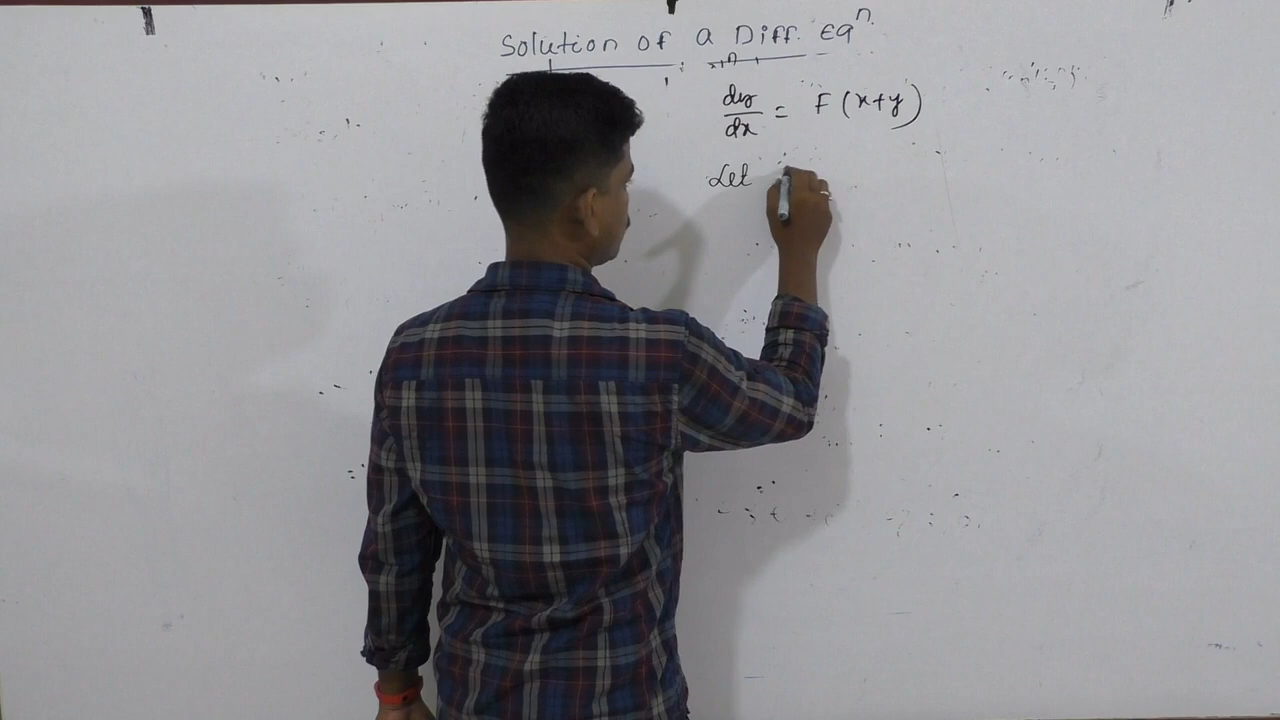 Solution of a Diff. Eqⁿ
dy/dx = F(x+y)
Let